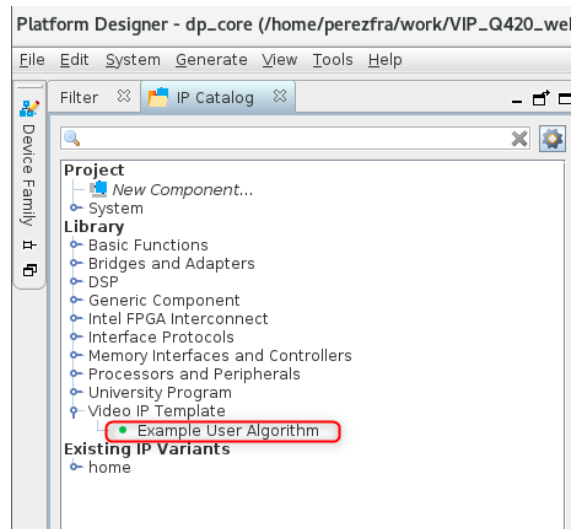 Platform Designer - dp_core (/home/perezfra/work/VIP_Q420_wel
File Edit System Generate View Tools Help
Filter IP Catalog
Device Family
Project
New Component...
System
Library
Basic Functions
Bridges and Adapters
DSP
Generic Component
Intel FPGA Interconnect
Interface Protocols
Memory Interfaces and Controllers
Processors and Peripherals
University Program
Video IP Template
Example User Algorithm
Existing IP Variants
home